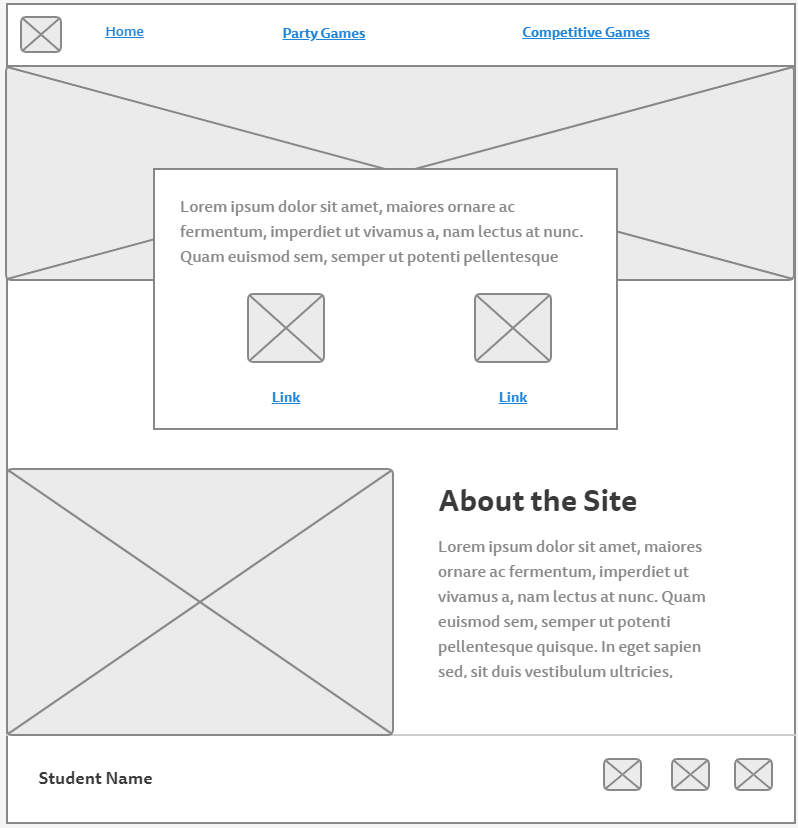 Home
Party Games
Competitive Games
Lorem ipsum dolor sit amet, maiores ornare ac
fermentum, imperdiet ut vivamus a, nam lectus at nunc.
Quam euismod sem, semper ut potenti pellentesque
Link
Link
About the Site
Lorem ipsum dolor sit amet, maiores
ornare ac fermentum, imperdiet ut
vivamus a, nam lectus at nunc. Quam
euismod sem, semper ut potenti
pellentesque quisque. In eget sapien
sed, sit duis vestibulum ultricies,
Student Name